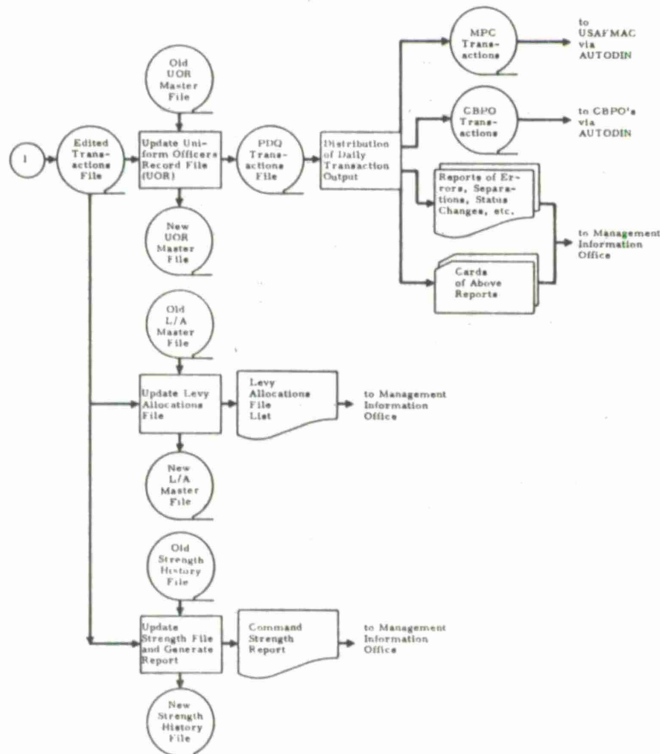 MPC
Trans-
actions
to
USAFMAC
via
AUTODIN
Old
UOR
Master
File
CBPO
Trans-
actions
to CBPO's
via
AUTODIN
1
Edited
Trans-
actions
File
Update Uni-
form Officers
Record File
(UOR)
PDQ
Trans-
actions
File
Distribution
of Daily
Transaction
Output
Reports of Er-
rors, Separa-
tions, Status
Changes, etc.
New
UOR
Master
File
to Management
Information
Office
Cards
of Above
Reports
Old
L/A
Master
File
Update Levy
Allocations
File
Levy
Allocations
File
List
to Management
Information
Office
New
L/A
Master
File
Old
Strength
History
File
Update
Strength File
and Generate
Report
Command
Strength
Report
to Management
Information
Office
New
Strength
History
File